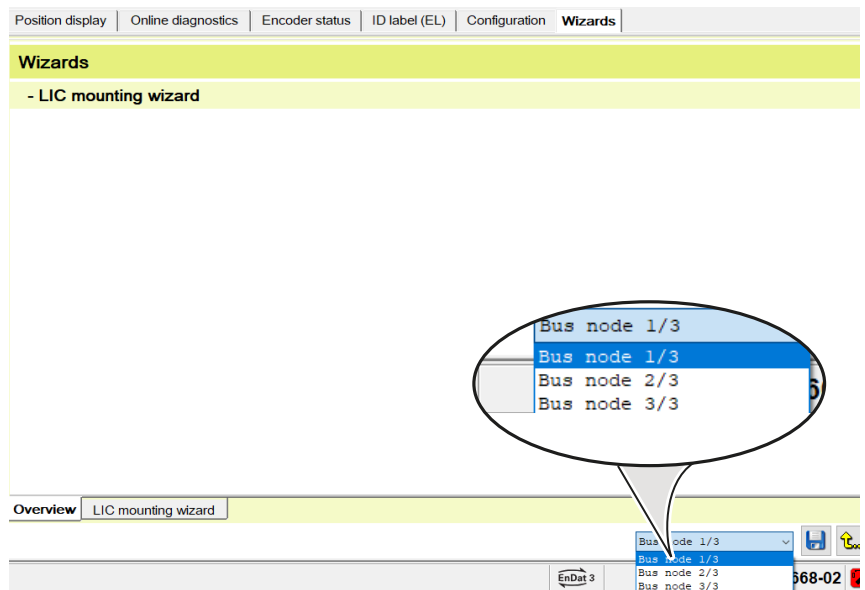 Position display Online diagnostics Encoder status ID label (EL) Configuration Wizards
Wizards
- LIC mounting wizard
Bus node 1/3
Bus node 1/3
Bus node 2/3
Bus node 3/3
Overview LIC mounting wizard
Bus node 1/3
Bus node 1/3
Bus node 2/3
Bus node 3/3
EnDat 3 668-02